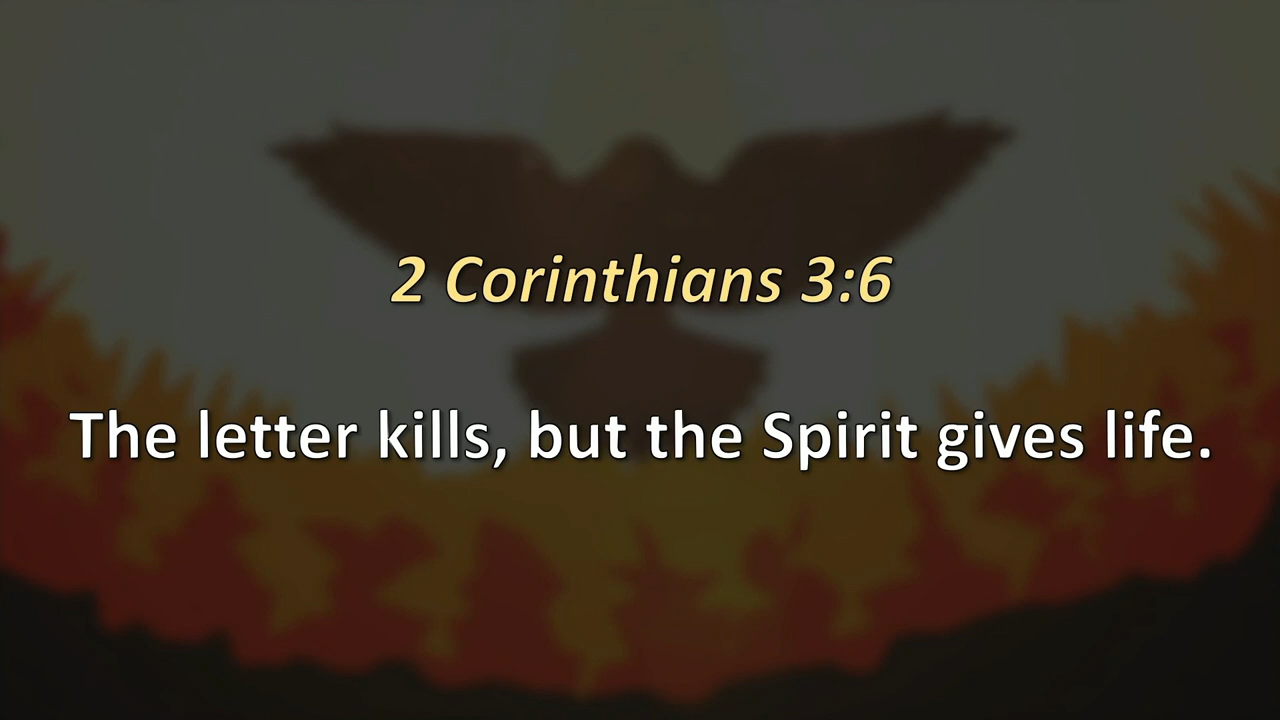 2 Corinthians 3:6
The letter kills, but the Spirit gives life.